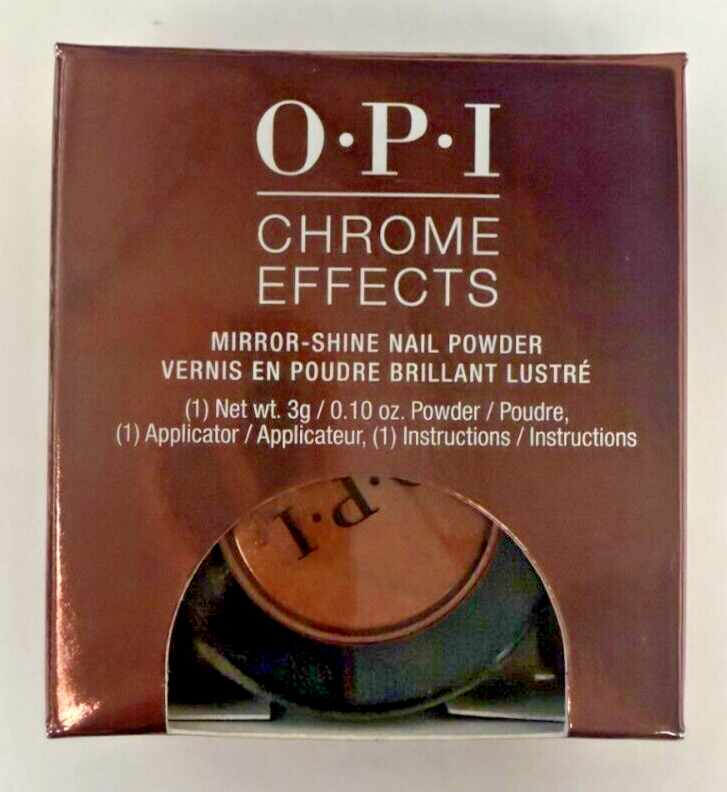 O·P·I
CHROME
EFFECTS
MIRROR-SHINE NAIL POWDER
VERNIS EN POUDRE BRILLANT LUSTRÉ
(1) Net wt. 3g / 0.10 oz. Powder / Poudre,
(1) Applicator / Applicateur, (1) Instructions / Instructions
O·P·I